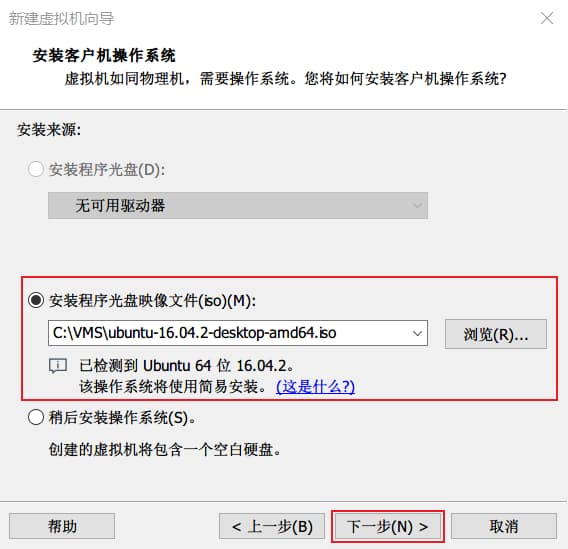 新建虚拟机向导
安装客户机操作系统
虚拟机如同物理机，需要操作系统。您将如何安装客户机操作系统?
安装来源:
安装程序光盘(D):
无可用驱动器
安装程序光盘映像文件(iso)(M):
C:\VMS\ubuntu-16.04.2-desktop-amd64.iso
浏览(R)...
已检测到 Ubuntu 64 位 16.04.2。
该操作系统将使用简易安装。 (这是什么?)
稍后安装操作系统(S)。
创建的虚拟机将包含一个空白硬盘。
帮助
< 上一步(B)
下一步(N) >
取消